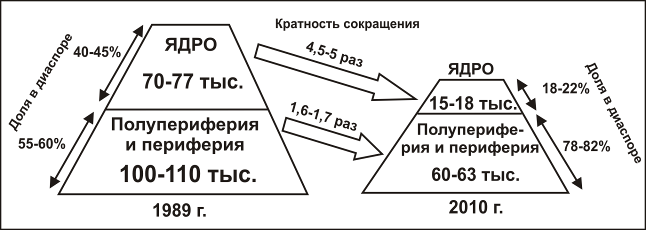 Кратность сокращения
Доля в диаспоре
40-45%
55-60%
ЯДРО
70-77 тыс.
Полупериферия
и периферия
100-110 тыс.
1989 г.
4,5-5 раз
1,6-1,7 раз
ЯДРО
15-18 тыс.
Полуперифе-
рия и периферия
60-63 тыс.
2010 г.
18-22%
78-82%
Доля в диаспоре